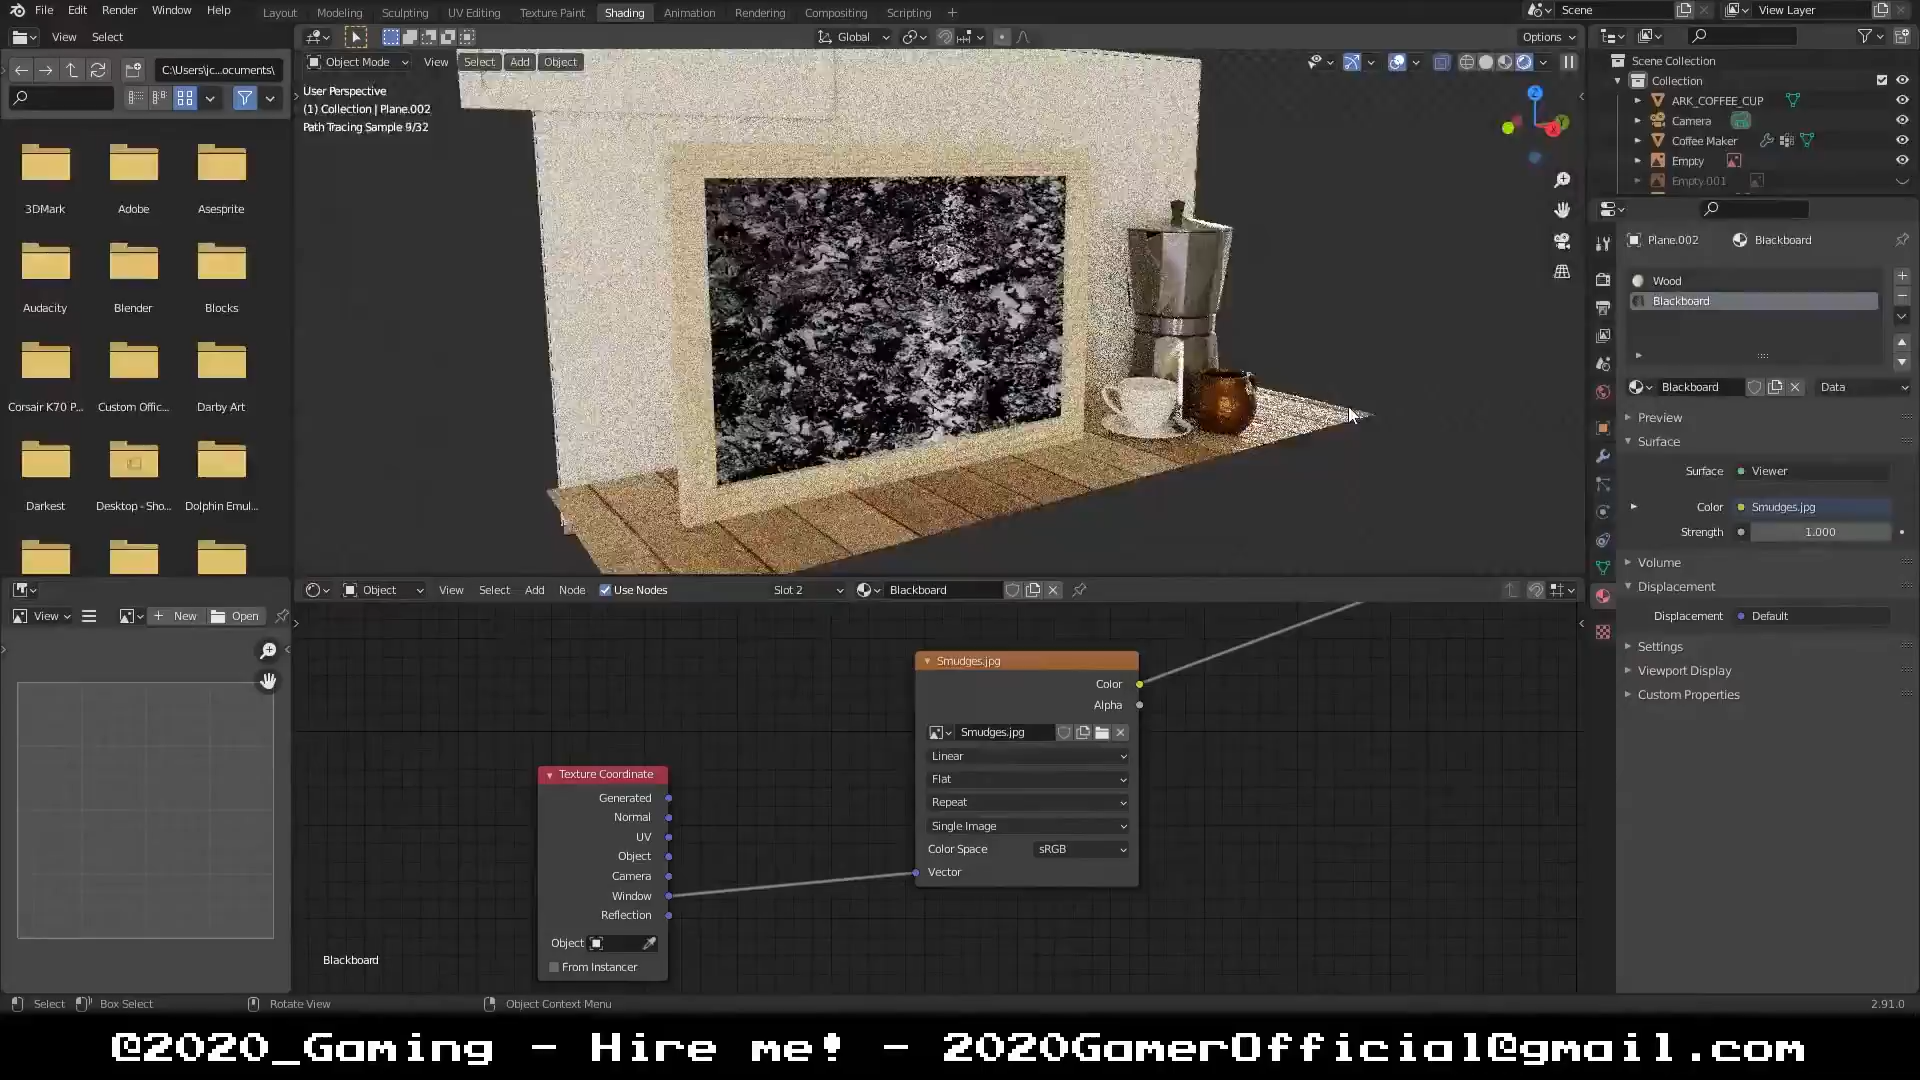 File Edit Render Window Help
Layout Modeling Sculpting UV Editing Texture Paint Shading Animation Rendering Compositing Scripting +
Scene
View Layer
View Select
Global
Options
C:\Users\jc...ocuments\
Object Mode View Select Add Object
User Perspective
(1) Collection | Plane.002
Path Tracing Sample 9/32
Scene Collection
Collection
ARK_COFFEE_CUP
Camera
Coffee Maker
Empty
Empty.001
3DMark Adobe Asesprite
Audacity Blender Blocks
Corsair K70 P... Custom Offic... Darby Art
Darkest Desktop - Sho... Dolphin Emul...
Plane.002 Blackboard
Wood
Blackboard
Blackboard Data
Preview
Surface
Surface Viewer
Color Smudges.jpg
Strength 1.000
Volume
Displacement
Displacement Default
Settings
Viewport Display
Custom Properties
View New Open
Object View Select Add Node Use Nodes Slot 2 Blackboard
Smudges.jpg
Color
Alpha
Smudges.jpg
Linear
Flat
Repeat
Single Image
Color Space sRGB
Vector
Texture Coordinate
Generated
Normal
UV
Object
Camera
Window
Reflection
Object
From Instancer
Blackboard
Select Box Select Rotate View Object Context Menu 2.91.0
@2020_Gaming - Hire me! - 2020GamerOfficial@gmail.com